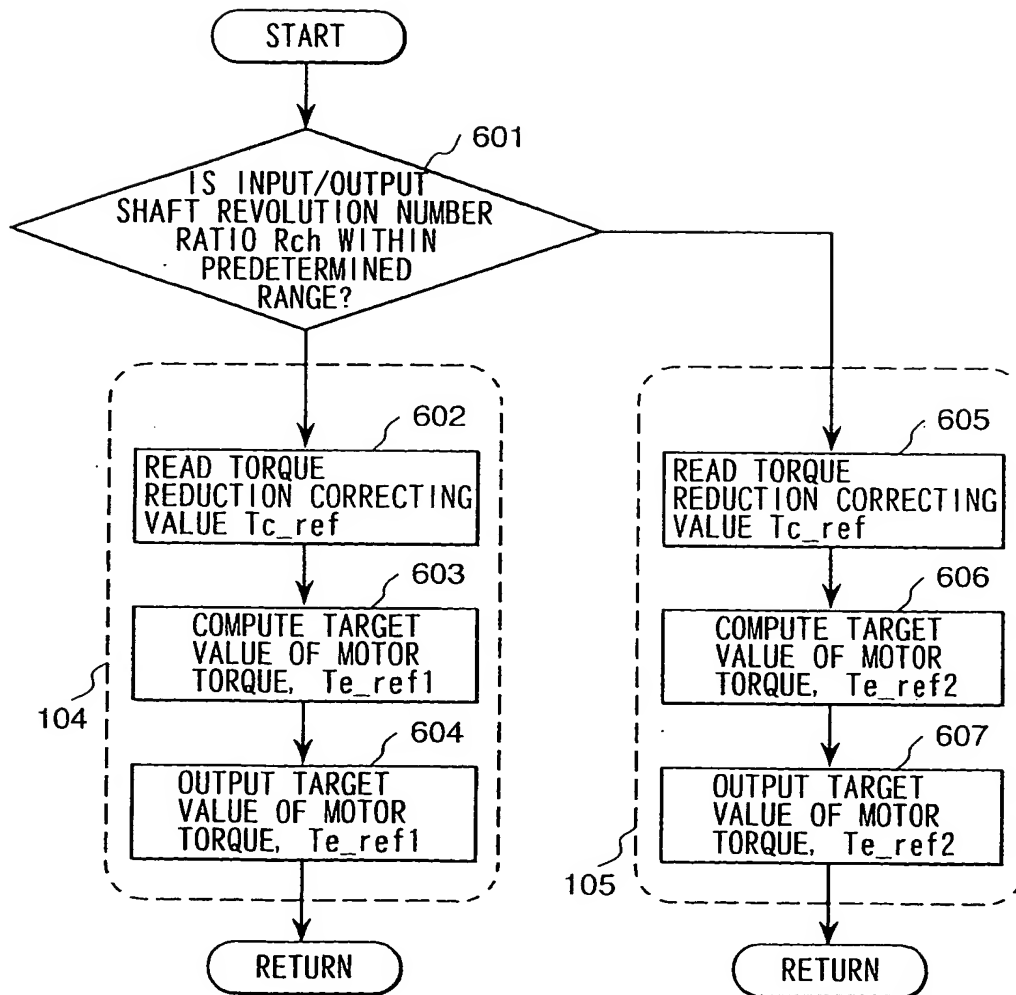 START
601
IS INPUT/OUTPUT
SHAFT REVOLUTION NUMBER
RATIO Rch WITHIN
PREDETERMINED
RANGE?
104
602
READ TORQUE
REDUCTION CORRECTING
VALUE Tc_ref
603
COMPUTE TARGET
VALUE OF MOTOR
TORQUE, Te_ref1
604
OUTPUT TARGET
VALUE OF MOTOR
TORQUE, Te_ref1
RETURN
105
605
READ TORQUE
REDUCTION CORRECTING
VALUE Tc_ref
606
COMPUTE TARGET
VALUE OF MOTOR
TORQUE, Te_ref2
607
OUTPUT TARGET
VALUE OF MOTOR
TORQUE, Te_ref2
RETURN